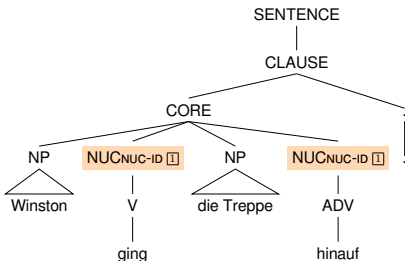 SENTENCE
CLAUSE
CORE
NP NUCNUC-ID 1 NP NUCNUC-ID 1
Winston V die Treppe ADV
ging hinauf